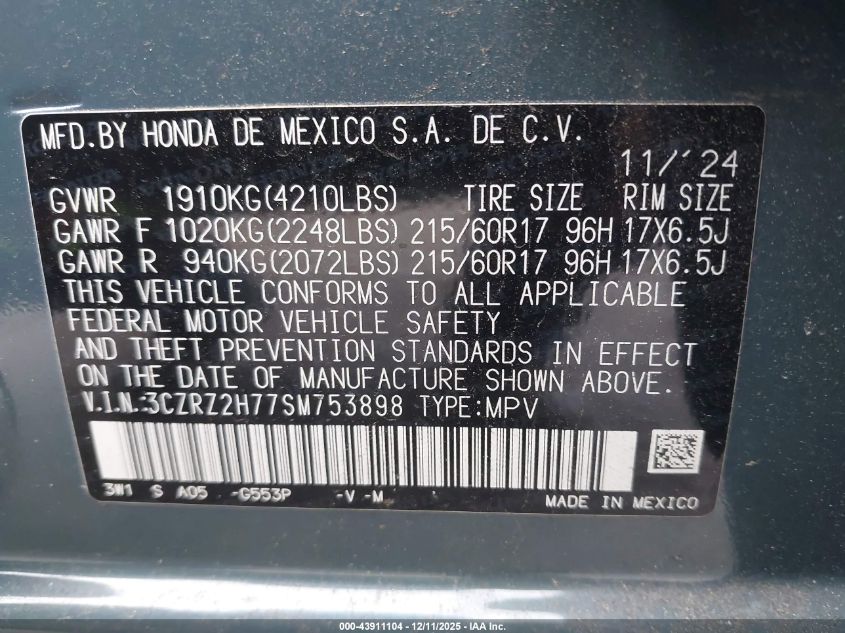 MFD.BY HONDA DE MEXICO S.A. DE C.V.
11/'24
GVWR 1910KG(4210LBS) TIRE SIZE RIM SIZE
GAWR F 1020KG(2248LBS) 215/60R17 96H 17X6.5J
GAWR R 940KG(2072LBS) 215/60R17 96H 17X6.5J
THIS VEHICLE CONFORMS TO ALL APPLICABLE
FEDERAL MOTOR VEHICLE SAFETY
AND THEFT PREVENTION STANDARDS IN EFFECT
ON THE DATE OF MANUFACTURE SHOWN ABOVE.
V.I.N.:3CZRZ2H77SM753898 TYPE:MPV
3W1 S A05 -G553P -V -M
MADE IN MEXICO
000-43911104 - 12/11/2025 - IAA Inc.